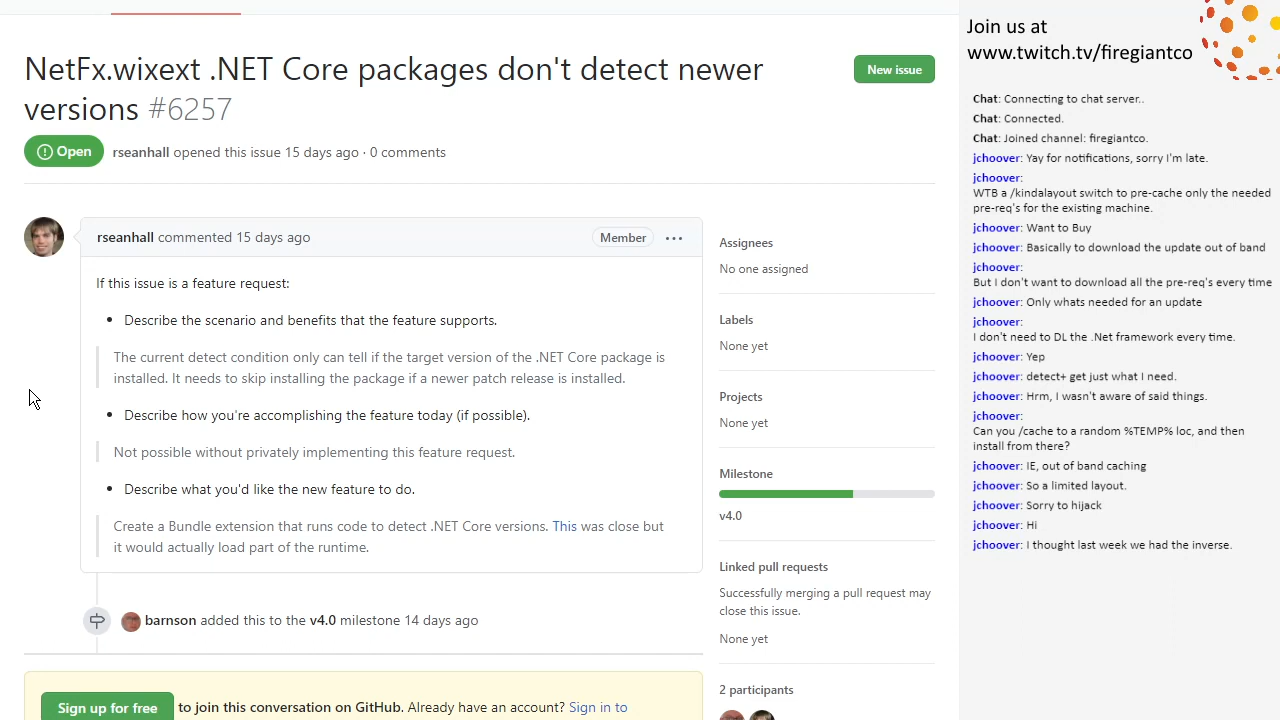 NetFx.wixext .NET Core packages don't detect newer
versions #6257
New issue
Open
rseanhall opened this issue 15 days ago · 0 comments
rseanhall commented 15 days ago
Member
If this issue is a feature request:
• Describe the scenario and benefits that the feature supports.
The current detect condition only can tell if the target version of the .NET Core package is
installed. It needs to skip installing the package if a newer patch release is installed.
• Describe how you're accomplishing the feature today (if possible).
Not possible without privately implementing this feature request.
• Describe what you'd like the new feature to do.
Create a Bundle extension that runs code to detect .NET Core versions. This was close but
it would actually load part of the runtime.
barnson added this to the v4.0 milestone 14 days ago
Sign up for free to join this conversation on GitHub. Already have an account? Sign in to
Assignees
No one assigned
Labels
None yet
Projects
None yet
Milestone
v4.0
Linked pull requests
Successfully merging a pull request may
close this issue.
None yet
2 participants
Join us at
www.twitch.tv/firegiantco
Chat: Connecting to chat server..
Chat: Connected.
Chat: Joined channel: firegiantco.
jchoover: Yay for notifications, sorry I'm late.
jchoover:
WTB a /kindalayout switch to pre-cache only the needed
pre-req's for the existing machine.
jchoover: Want to Buy
jchoover: Basically to download the update out of band
jchoover:
But I don't want to download all the pre-req's every time
jchoover: Only whats needed for an update
jchoover:
I don't need to DL the .Net framework every time.
jchoover: Yep
jchoover: detect+ get just what I need.
jchoover: Hrm, I wasn't aware of said things.
jchoover:
Can you /cache to a random %TEMP% loc, and then
install from there?
jchoover: IE, out of band caching
jchoover: So a limited layout.
jchoover: Sorry to hijack
jchoover: Hi
jchoover: I thought last week we had the inverse.